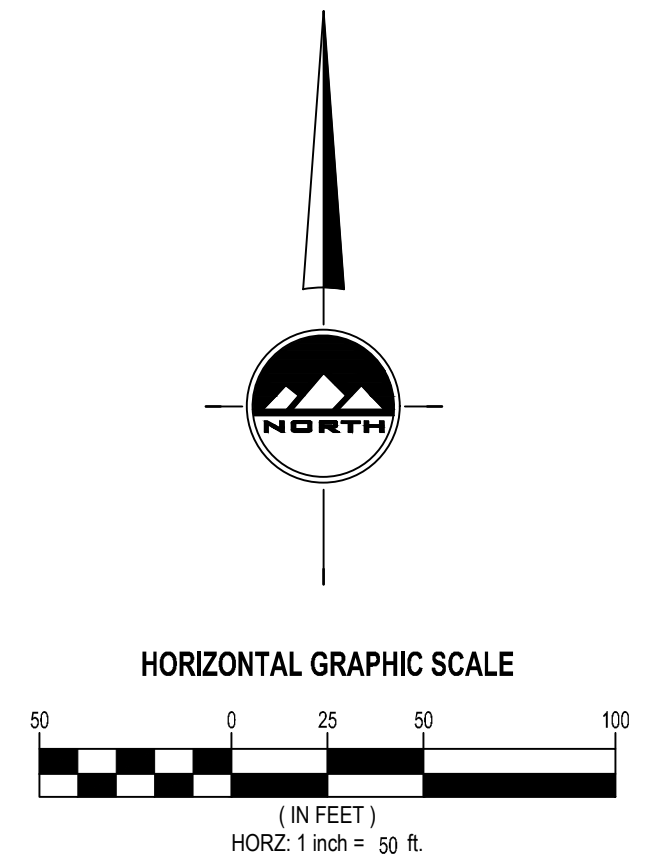 NORTH
HORIZONTAL GRAPHIC SCALE
50 0 25 50 100
( IN FEET )
HORZ: 1 inch = 50 ft.